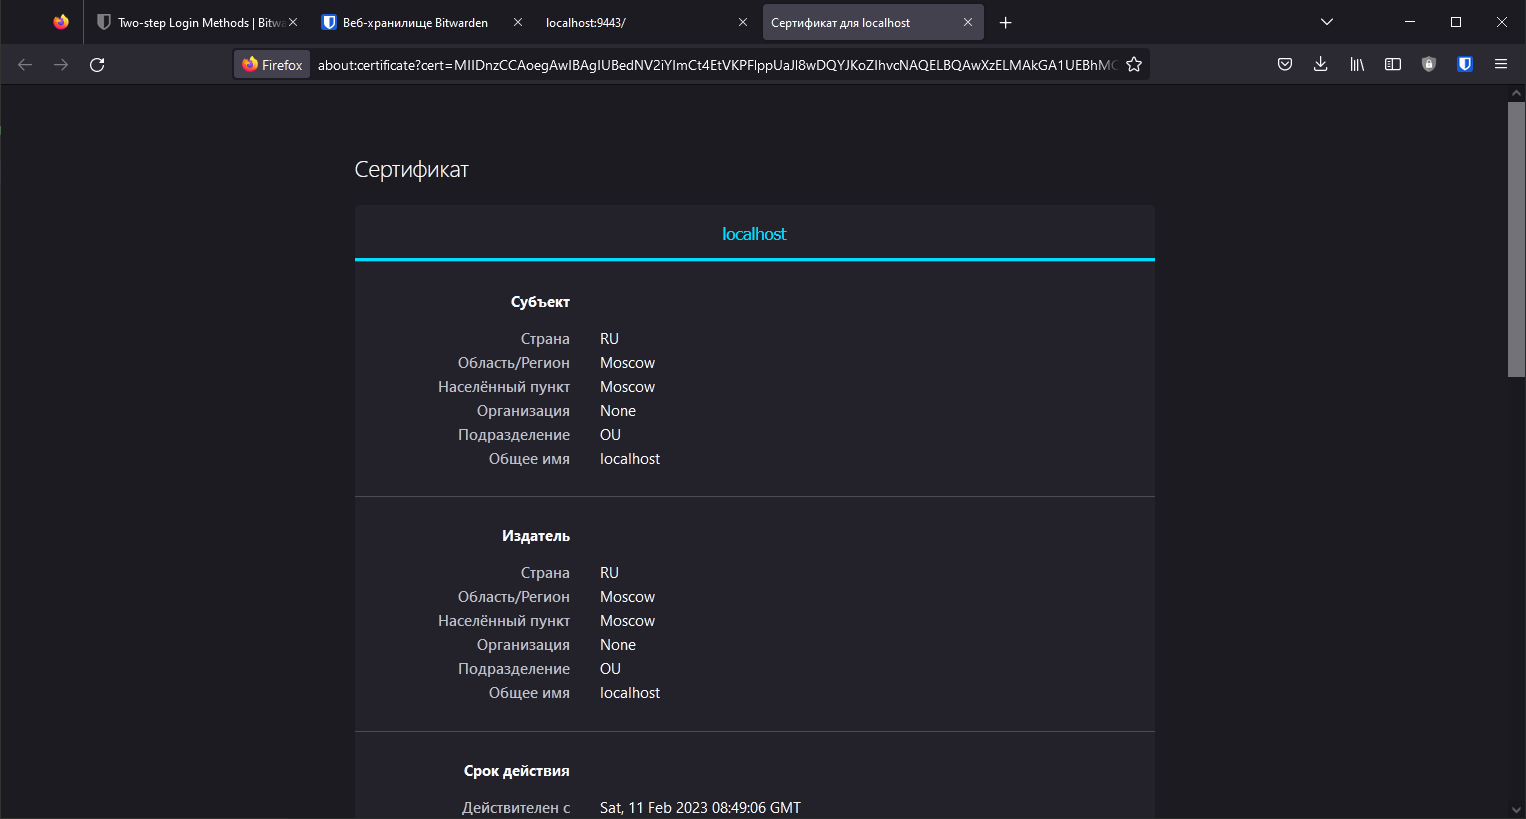 Two-step Login Methods | Bitwa
Веб-хранилище Bitwarden
localhost:9443/
Сертификат для localhost
Firefox
about:certificate?cert=MIIDnzCCAoegAwIBAgIUBedNV2iYImCt4EtVKPFlppUaJl8wDQYJKoZIhvcNAQELBQAwXzELMAkGA1UEBhMC
Сертификат
localhost
Субъект
Страна RU
Область/Регион Moscow
Населённый пункт Moscow
Организация None
Подразделение OU
Общее имя localhost
Издатель
Страна RU
Область/Регион Moscow
Населённый пункт Moscow
Организация None
Подразделение OU
Общее имя localhost
Срок действия
Действителен с Sat, 11 Feb 2023 08:49:06 GMT